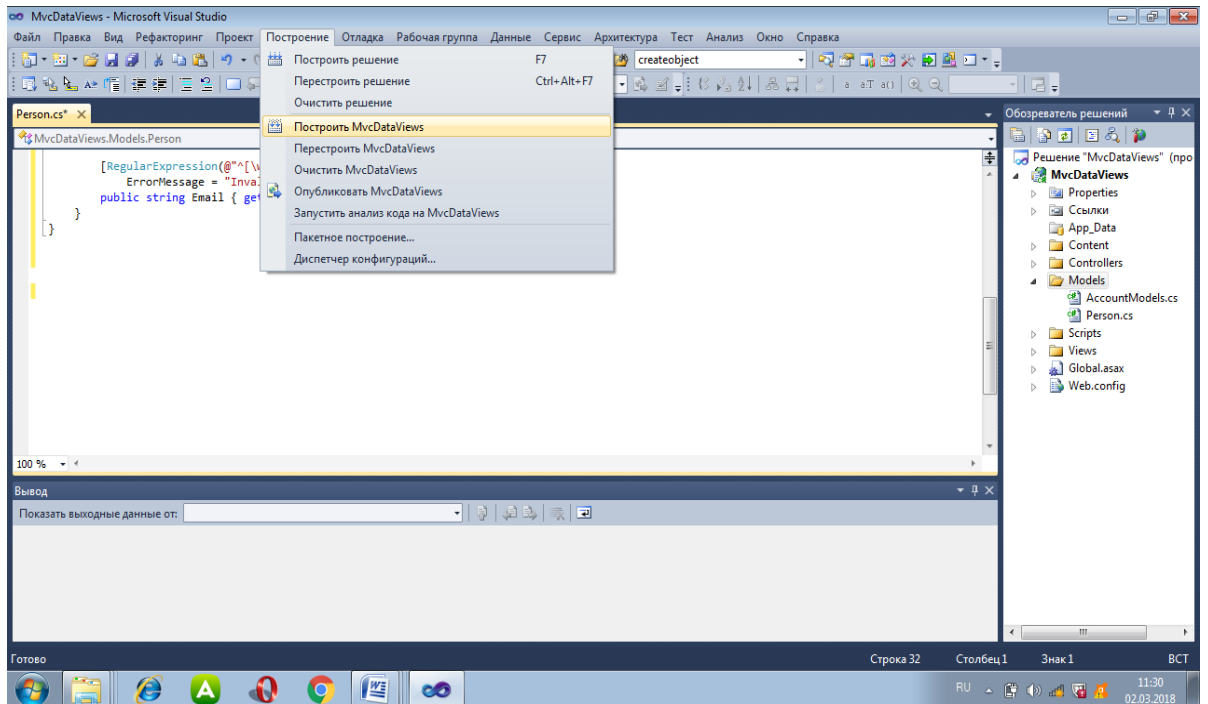 MvcDataViews - Microsoft Visual Studio
Файл Правка Вид Рефакторинг Проект Построение Отладка Рабочая группа Данные Сервис Архитектура Тест Анализ Окно Справка
createobject
a a.T a()
Person.cs*
MvcDataViews.Models.Person
[RegularExpression(@"^[\
ErrorMessage = "Inva
public string Email { get
}
}
Построить решение F7
Перестроить решение Ctrl+Alt+F7
Очистить решение
Построить MvcDataViews
Перестроить MvcDataViews
Очистить MvcDataViews
Опубликовать MvcDataViews
Запустить анализ кода на MvcDataViews
Пакетное построение...
Диспетчер конфигураций...
Обозреватель решений
Решение "MvcDataViews" (про
MvcDataViews
Properties
Ссылки
App_Data
Content
Controllers
Models
AccountModels.cs
Person.cs
Scripts
Views
Global.asax
Web.config
100 %
Вывод
Показать выходные данные от:
Готово Строка 32 Столбец 1 Знак 1 ВСТ
RU 11:30
02.03.2018